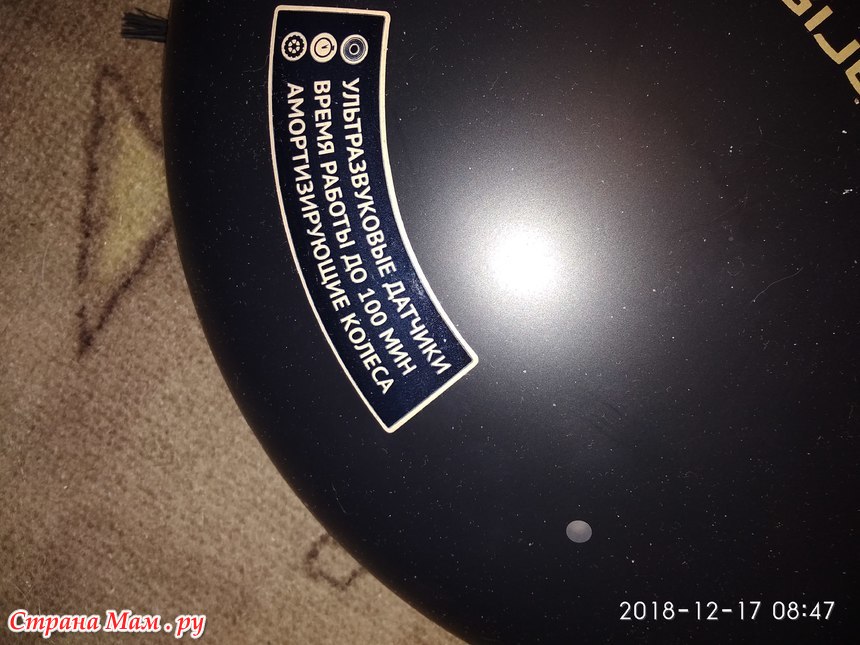 УЛЬТРАЗВУКОВЫЕ ДАТЧИКИ
ВРЕМЯ РАБОТЫ ДО 100 МИН
АМОРТИЗИРУЮЩИЕ КОЛЕСА
2018-12-17 08:47
Страна Мам.ру